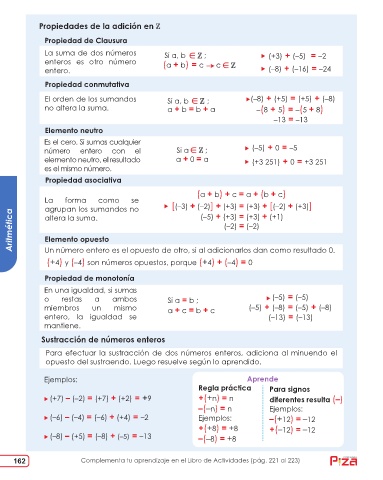 Propiedades de la adición en ℤ
Propiedad de Clausura
La suma de dos números
enteros es otro número
entero.
Si a, b ∈ ℤ ;
(a + b) = c → c ∈ ℤ
▸ (+3) + (–5) = –2
▸ (–8) + (–16) = –24
Propiedad conmutativa
El orden de los sumandos
no altera la suma.
Si a, b ∈ ℤ ;
a + b = b + a
▸(–8) + (+5) = (+5) + (–8)
–(8 + 5) = –(5 + 8)
–13 = –13
Elemento neutro
Es el cero. Si sumas cualquier
número entero con el
elemento neutro, el resultado
es el mismo número.
Si a ∈ ℤ ;
a + 0 = a
▸ (–5) + 0 = –5
▸ (+3 251) + 0 = +3 251
Propiedad asociativa
La forma como se
agrupan los sumandos no
altera la suma.
(a + b) + c = a + (b + c)
▸ [(–3) + (–2)] + (+3) = (+3) + [(–2) + (+3)]
(–5) + (+3) = (+3) + (+1)
(–2) = (–2)
Elemento opuesto
Un número entero es el opuesto de otro, si al adicionarlos dan como resultado 0.
(+4) y (–4) son números opuestos, porque (+4) + (–4) = 0
Propiedad de monotonía
En una igualdad, si sumas
o restas a ambos
miembros un mismo
entero, la igualdad se
mantiene.
Si a = b ;
a + c = b + c
▸ (–5) = (–5)
(–5) + (–8) = (–5) + (–8)
(–13) = (–13)
Sustracción de números enteros
Para efectuar la sustracción de dos números enteros, adiciona al minuendo el
opuesto del sustraendo. Luego resuelve según lo aprendido.
Ejemplos:
▸ (+7) – (–2) = (+7) + (+2) = +9
▸ (–6) – (–4) = (–6) + (+4) = –2
▸ (–8) – (+5) = (–8) + (–5) = –13
Aprende
Regla práctica
+(+n) = n
–(–n) = n
Ejemplos:
+(+8) = +8
–(–8) = +8
Para signos
diferentes resulta (–)
Ejemplos:
–(+12) = –12
+(–12) = –12
Aritmética
162
Complementa tu aprendizaje en el Libro de Actividades (pág. 221 al 223)